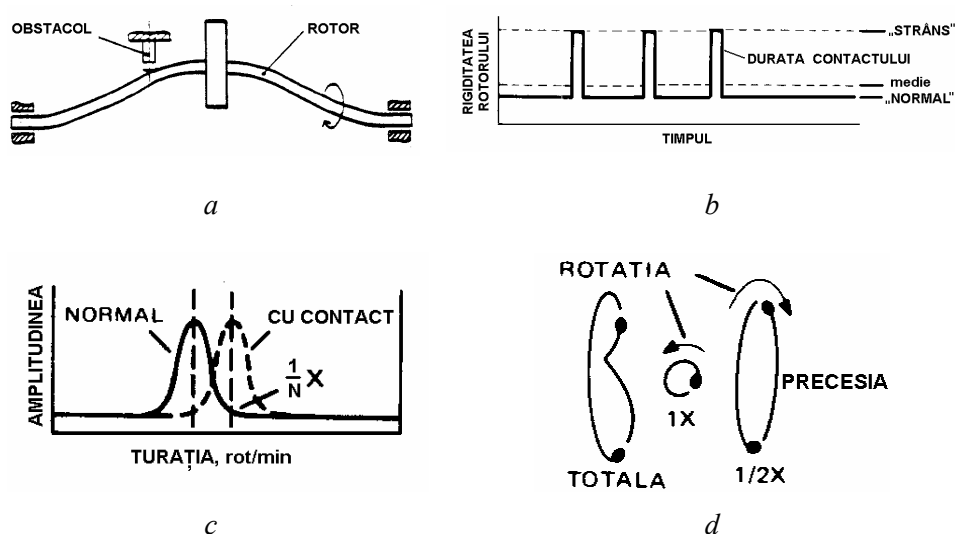 OBSTACOL
ROTOR
a
RIGIDITATEA
ROTORULUI
„STRÂNS"
DURATA CONTACTULUI
medie
„NORMAL"
TIMPUL
b
AMPLITUDINEA
NORMAL
CU CONTACT
1/N X
TURAȚIA, rot/min
c
ROTATIA
1X
PRECESIA
TOTALA
1/2X
d